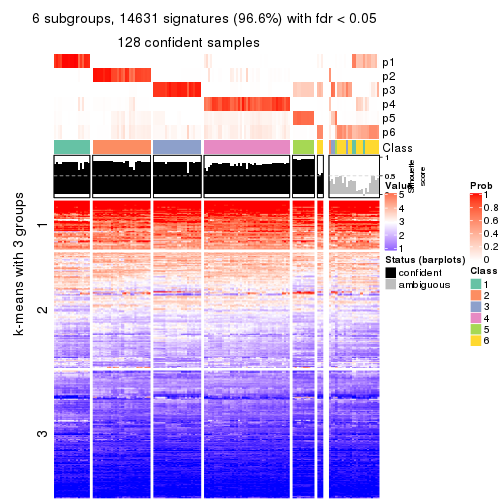 6 subgroups, 14631 signatures (96.6%) with fdr < 0.05
128 confident samples
p1
p2
p3
p4
p5
p6
Class
1
0.5
0
Silhouette
score
k-means with 3 groups
1
2
3
Value
5
4
3
2
1
Status (barplots)
confident
ambiguous
Prob
1
0.8
0.6
0.4
0.2
0
Class
1
2
3
4
5
6